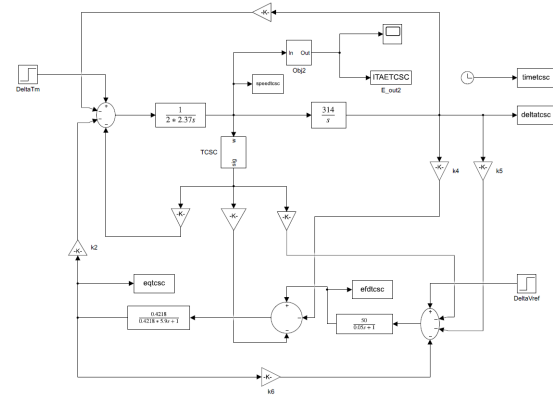 -K-
In Out
Obj2
ITAETCSC
E_out2
timetcsc
DeltaTm
speedtcsc
1
2 * 2.37s
314
s
deltatcsc
TCSC
-K-
k4
-K-
k5
-K-
-K-
-K-
-K-
k2
eqtcsc
efdtcsc
DeltaVref
0.4218
0.4218 * 5.9s + 1
50
0.05s + 1
-K-
k6